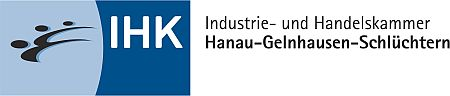 IHK
Industrie- und Handelskammer
Hanau-Gelnhausen-Schlüchtern